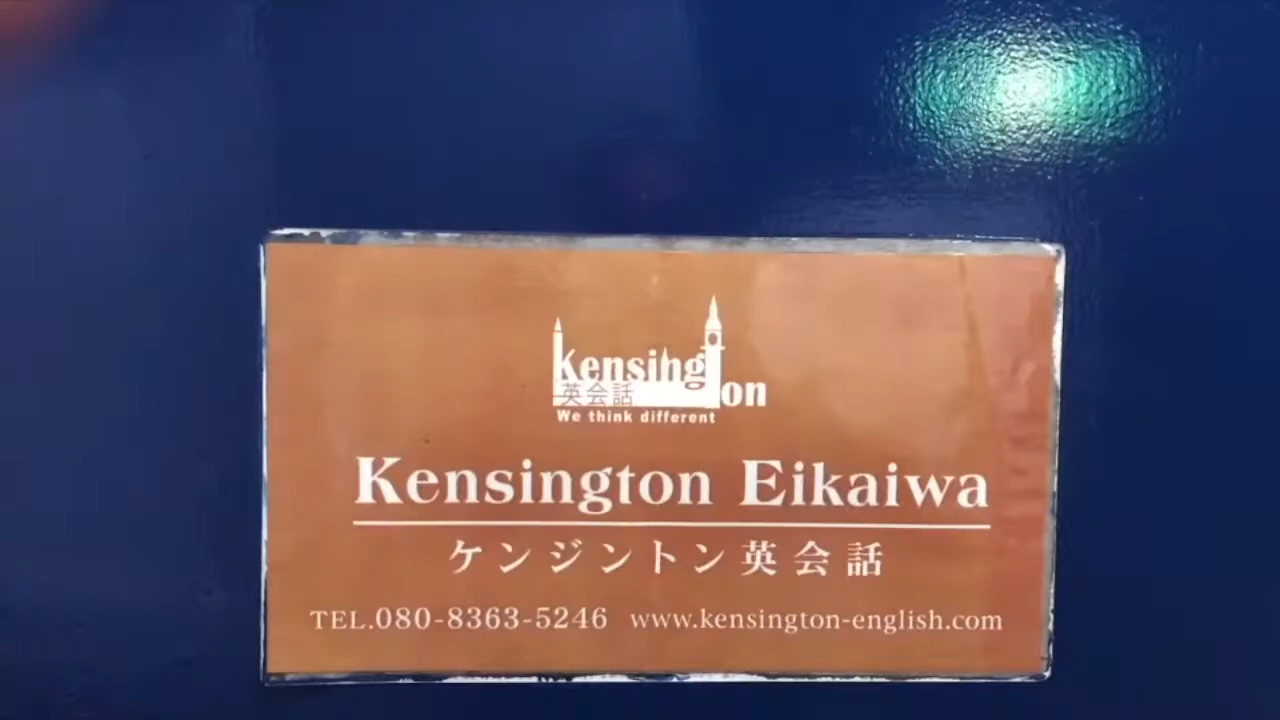 Kensington
英会話
We think different
Kensington Eikaiwa
ケンジントン英会話
TEL.080-8363-5246 www.kensington-english.com